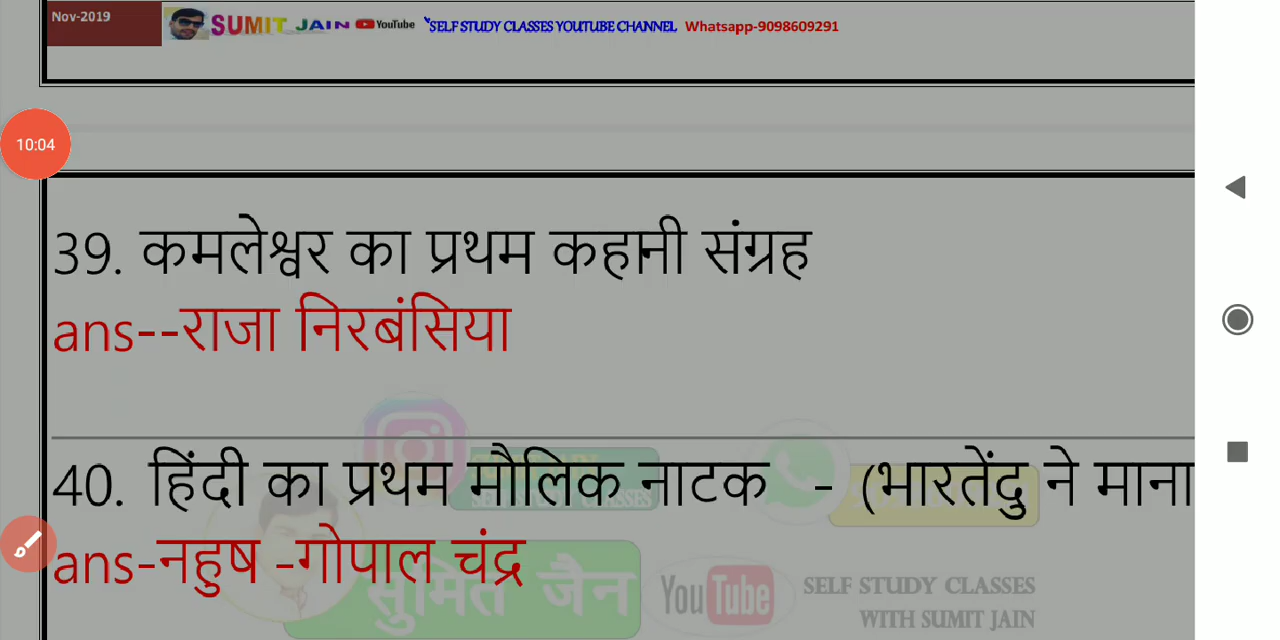 Nov-2019
SUMIT JAIN YouTube "SELF STUDY CLASSES YOUTUBE CHANNEL Whatsapp-9098609291
10:04
39. कमलेश्वर का प्रथम कहानी संग्रह
ans--राजा निरबंसिया
40. हिंदी का प्रथम मौलिक नाटक - (भारतेंदु ने माना
ans-नहुष -गोपाल चंद्र
सुमित जैन YouTube SELF STUDY CLASSES
WITH SUMIT JAIN